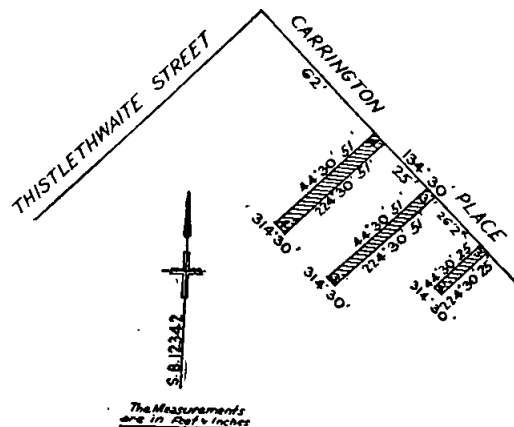 THISTLETHWAITE STREET
CARRINGTON
PLACE
62'
44°30' 51'
224°30' 51'
314°30'
134°30'
25'
44°30' 51'
224°30' 51'
314°30'
26'2"
44°30' 25
224°30' 25
314°30'
S.B.12342
The Measurements
are in Feet & Inches